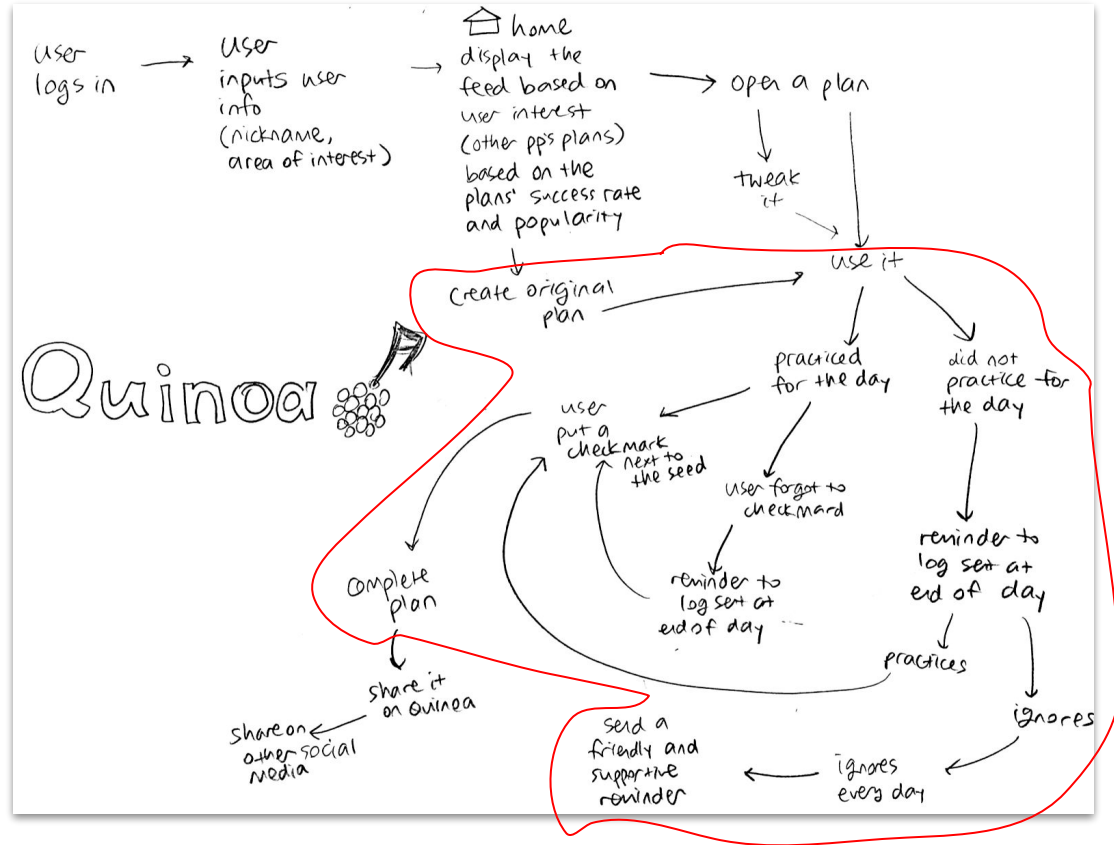 user
logs in
user
inputs user
info
(nickname,
area of interest)
home
display the
feed based on
user interest
(other pp's plans)
based on the
plans' success rate
and popularity
open a plan
tweak
it
use it
create original
plan
Quinoa
practiced
for the day
did not
practice for
the day
user
put a
checkmark
next to
the seed
user forgot to
checkmard
reminder to
log set at
end of day
reminder to
log set at
end of day
complete
plan
practices
share it
on Quinoa
share on
other social
media
ignores
ignores
every day
send a
friendly and
supportive
reminder